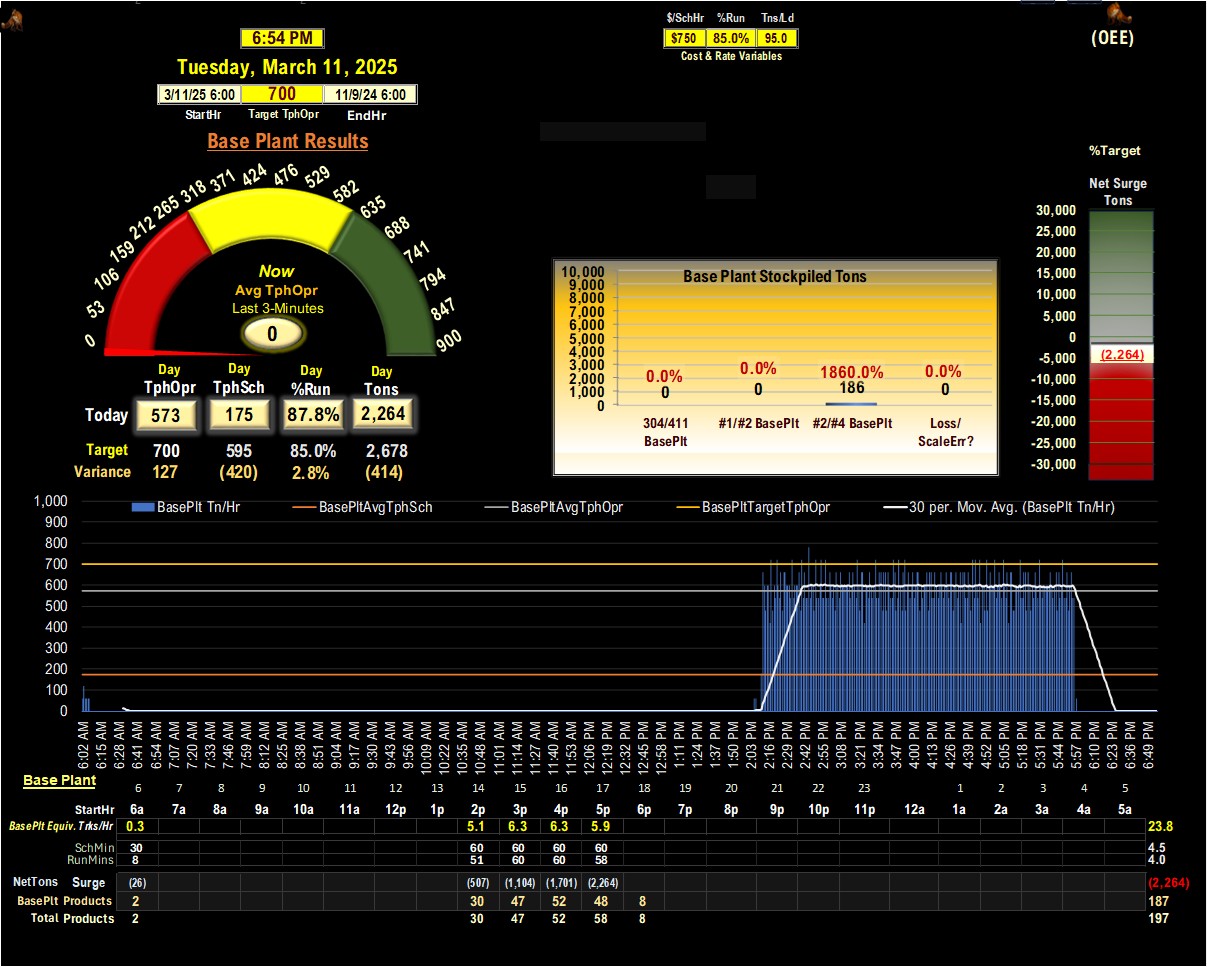 $/SchHr %Run Tns/Ld
$750 85.0% 95.0
Cost & Rate Variables
(OEE)
6:54 PM
Tuesday, March 11, 2025
3/11/25 6:00 700 11/9/24 6:00
StartHr Target TphOpr EndHr
Base Plant Results
0 53 106 159 212 265 318 371 424 476 529 582 635 688 741 794 847 900
Now
Avg TphOpr
Last 3-Minutes
0
Day Day Day Day
TphOpr TphSch %Run Tons
Today 573 175 87.8% 2,264
Target 700 595 85.0% 2,678
Variance 127 (420) 2.8% (414)
Base Plant Stockpiled Tons
10,000
9,000
8,000
7,000
6,000
5,000
4,000
3,000
2,000
1,000
0
0.0% 0.0% 1860.0% 0.0%
0 0 186 0
304/411 BasePlt
#1/#2 BasePlt
#2/#4 BasePlt
Loss/ ScaleErr?
%Target
Net Surge
Tons
30,000
25,000
20,000
15,000
10,000
5,000
0
-5,000
-10,000
-15,000
-20,000
-25,000
-30,000
(2,264)
BasePlt Tn/Hr BasePltAvgTphSch BasePltAvgTphOpr BasePltTargetTphOpr 30 per. Mov. Avg. (BasePlt Tn/Hr)
1,000
900
800
700
600
500
400
300
200
100
0
6:02 AM 6:15 AM 6:28 AM 6:41 AM 6:54 AM 7:07 AM 7:20 AM 7:33 AM 7:46 AM 8:59 AM 8:12 AM 8:25 AM 8:38 AM 8:51 AM 9:04 AM 9:17 AM 9:30 AM 9:43 AM 9:56 AM 10:09 AM 10:22 AM 10:35 AM 10:48 AM 11:01 AM 11:14 AM 11:27 AM 11:40 AM 11:53 AM 12:06 PM 12:19 PM 12:32 PM 12:45 PM 12:58 PM 1:11 PM 1:24 PM 1:37 PM 1:50 PM 2:03 PM 2:16 PM 2:29 PM 2:42 PM 2:55 PM 3:08 PM 3:21 PM 3:34 PM 3:47 PM 4:00 PM 4:13 PM 4:26 PM 4:39 PM 4:52 PM 5:05 PM 5:18 PM 5:31 PM 5:44 PM 5:57 PM 6:10 PM 6:23 PM 6:36 PM 6:49 PM
Base Plant
6 7 8 9 10 11 12 13 14 15 16 17 18 19 20 21 22 23 1 2 3 4 5
StartHr 6a 7a 8a 9a 10a 11a 12p 1p 2p 3p 4p 5p 6p 7p 8p 9p 10p 11p 12a 1a 2a 3a 4a 5a
BasePlt Equiv. Trks/Hr 0.3 5.1 6.3 6.3 5.9 23.8
SchMin 30 60 60 60 60 4.5
RunMins 8 51 60 60 58 4.0
NetTons Surge (26) (507) (1,104) (1,701) (2,264) (2,264)
BasePlt Products 2 30 47 52 48 8 187
Total Products 2 30 47 52 58 8 197